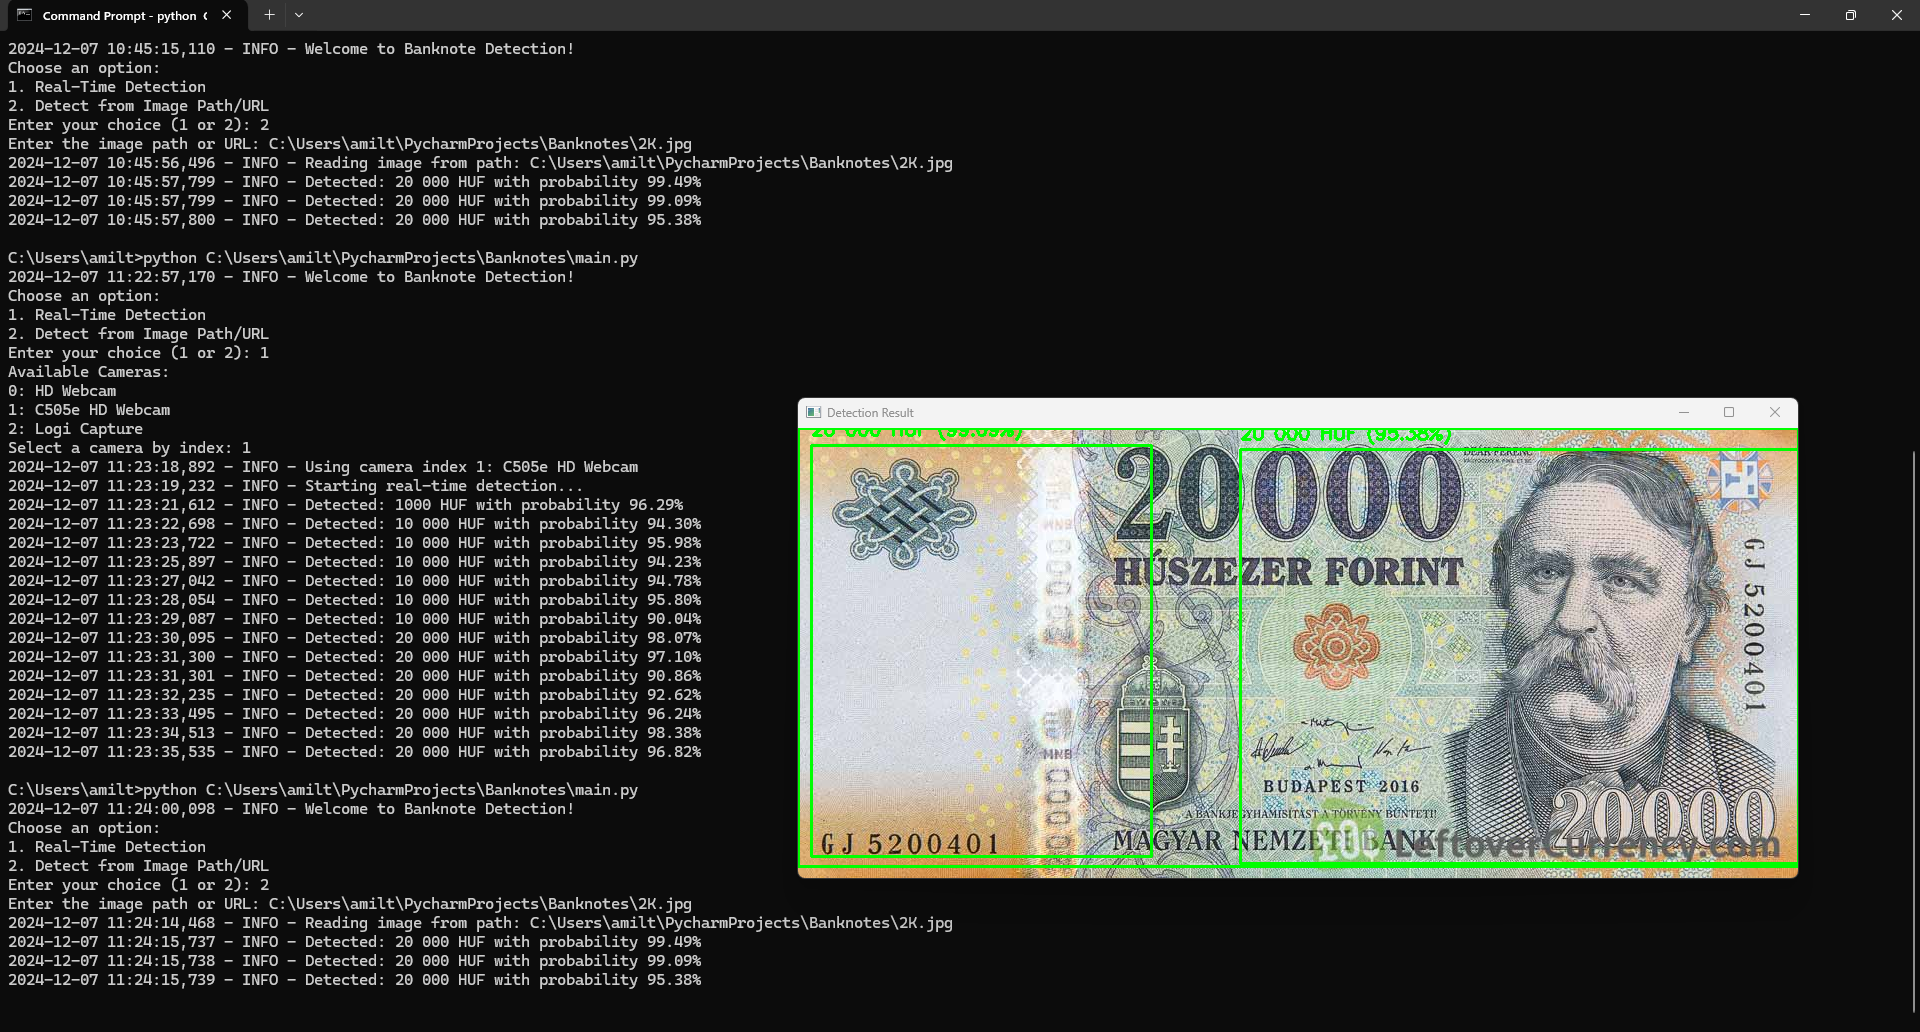 Command Prompt - python
2024-12-07 10:45:15,110 - INFO - Welcome to Banknote Detection!
Choose an option:
1. Real-Time Detection
2. Detect from Image Path/URL
Enter your choice (1 or 2): 2
Enter the image path or URL: C:\Users\amilt\PycharmProjects\Banknotes\2K.jpg
2024-12-07 10:45:56,496 - INFO - Reading image from path: C:\Users\amilt\PycharmProjects\Banknotes\2K.jpg
2024-12-07 10:45:57,799 - INFO - Detected: 20 000 HUF with probability 99.49%
2024-12-07 10:45:57,799 - INFO - Detected: 20 000 HUF with probability 99.09%
2024-12-07 10:45:57,800 - INFO - Detected: 20 000 HUF with probability 95.38%
C:\Users\amilt>python C:\Users\amilt\PycharmProjects\Banknotes\main.py
2024-12-07 11:22:57,170 - INFO - Welcome to Banknote Detection!
Choose an option:
1. Real-Time Detection
2. Detect from Image Path/URL
Enter your choice (1 or 2): 1
Available Cameras:
0: HD Webcam
1: C505e HD Webcam
2: Logi Capture
Select a camera by index: 1
2024-12-07 11:23:18,892 - INFO - Using camera index 1: C505e HD Webcam
2024-12-07 11:23:19,232 - INFO - Starting real-time detection...
2024-12-07 11:23:21,612 - INFO - Detected: 1000 HUF with probability 96.29%
2024-12-07 11:23:22,698 - INFO - Detected: 10 000 HUF with probability 94.30%
2024-12-07 11:23:23,722 - INFO - Detected: 10 000 HUF with probability 95.98%
2024-12-07 11:23:25,897 - INFO - Detected: 10 000 HUF with probability 94.23%
2024-12-07 11:23:27,042 - INFO - Detected: 10 000 HUF with probability 94.78%
2024-12-07 11:23:28,054 - INFO - Detected: 10 000 HUF with probability 95.80%
2024-12-07 11:23:29,087 - INFO - Detected: 10 000 HUF with probability 90.04%
2024-12-07 11:23:30,095 - INFO - Detected: 20 000 HUF with probability 98.07%
2024-12-07 11:23:31,300 - INFO - Detected: 20 000 HUF with probability 97.10%
2024-12-07 11:23:31,301 - INFO - Detected: 20 000 HUF with probability 90.86%
2024-12-07 11:23:32,235 - INFO - Detected: 20 000 HUF with probability 92.62%
2024-12-07 11:23:33,495 - INFO - Detected: 20 000 HUF with probability 96.24%
2024-12-07 11:23:34,513 - INFO - Detected: 20 000 HUF with probability 98.38%
2024-12-07 11:23:35,535 - INFO - Detected: 20 000 HUF with probability 96.82%
C:\Users\amilt>python C:\Users\amilt\PycharmProjects\Banknotes\main.py
2024-12-07 11:24:00,098 - INFO - Welcome to Banknote Detection!
Choose an option:
1. Real-Time Detection
2. Detect from Image Path/URL
Enter your choice (1 or 2): 2
Enter the image path or URL: C:\Users\amilt\PycharmProjects\Banknotes\2K.jpg
2024-12-07 11:24:14,468 - INFO - Reading image from path: C:\Users\amilt\PycharmProjects\Banknotes\2K.jpg
2024-12-07 11:24:15,737 - INFO - Detected: 20 000 HUF with probability 99.49%
2024-12-07 11:24:15,738 - INFO - Detected: 20 000 HUF with probability 99.09%
2024-12-07 11:24:15,739 - INFO - Detected: 20 000 HUF with probability 95.38%
Detection Result
20 000 HUF (99.09%)
20 000 HUF (95.38%)
DEÁK FERENC
20000
HÚSZEZER FORINT
GJ 5200401
MNB
BUDAPEST 2016
A BANKJEGYHAMISÍTÁST A TÖRVÉNY BÜNTETI!
MAGYAR NEMZETI BANK
GJ 5200401
20000
LeftoverCurrency.com